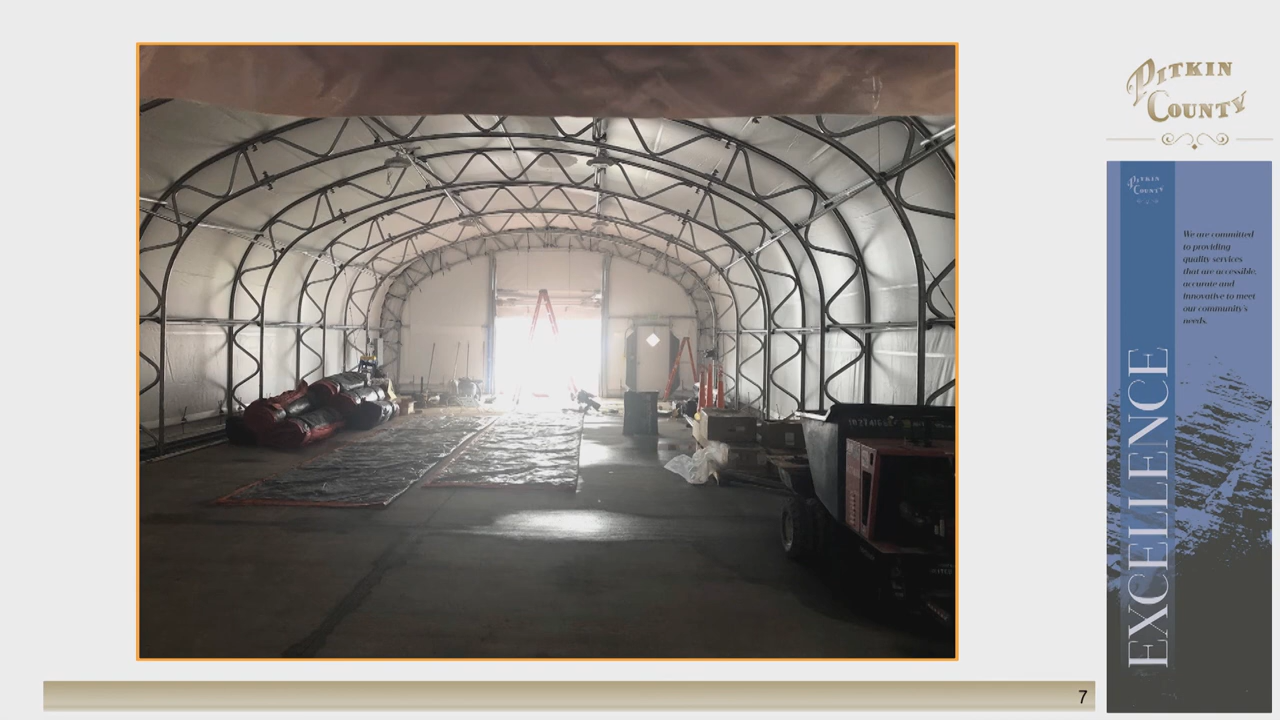 PITKIN
COUNTY
PITKIN
COUNTY
We are committed
to providing
quality services
that are accessible,
accurate and
innovative to meet
our community's
needs.
EXCELLENCE
7